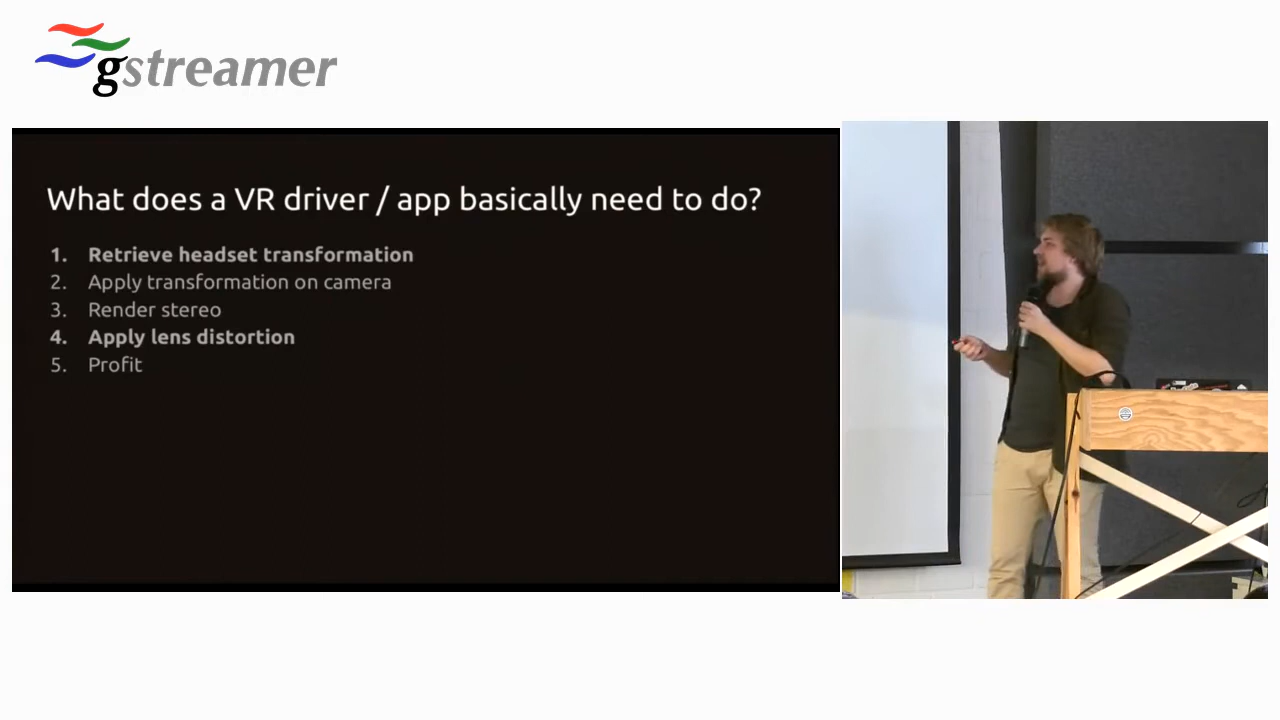 gstreamer
What does a VR driver / app basically need to do?
1. Retrieve headset transformation
2. Apply transformation on camera
3. Render stereo
4. Apply lens distortion
5. Profit